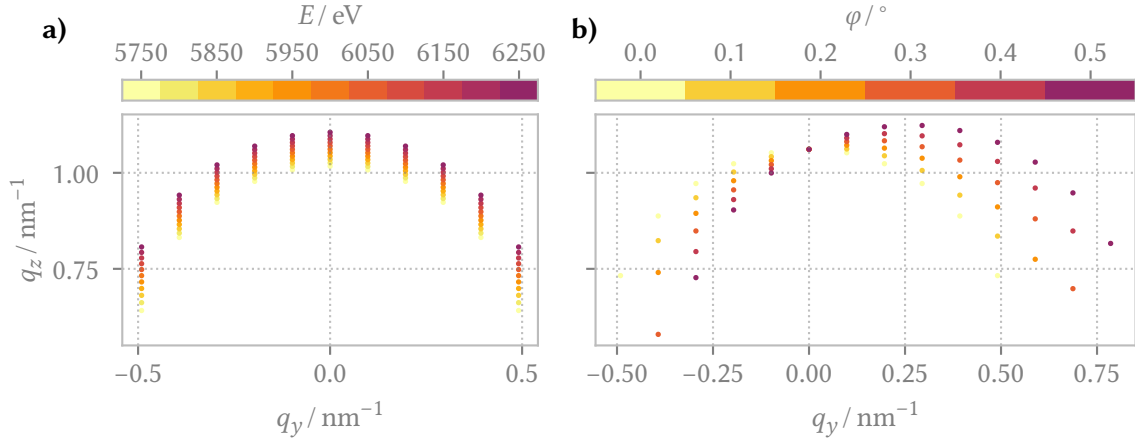 a)
E / eV
5750 5850 5950 6050 6150 6250
1.00
0.75
q_z / nm⁻¹
−0.5 0.0 0.5
q_y / nm⁻¹
b)
φ / °
0.0 0.1 0.2 0.3 0.4 0.5
−0.50 −0.25 0.00 0.25 0.50 0.75
q_y / nm⁻¹